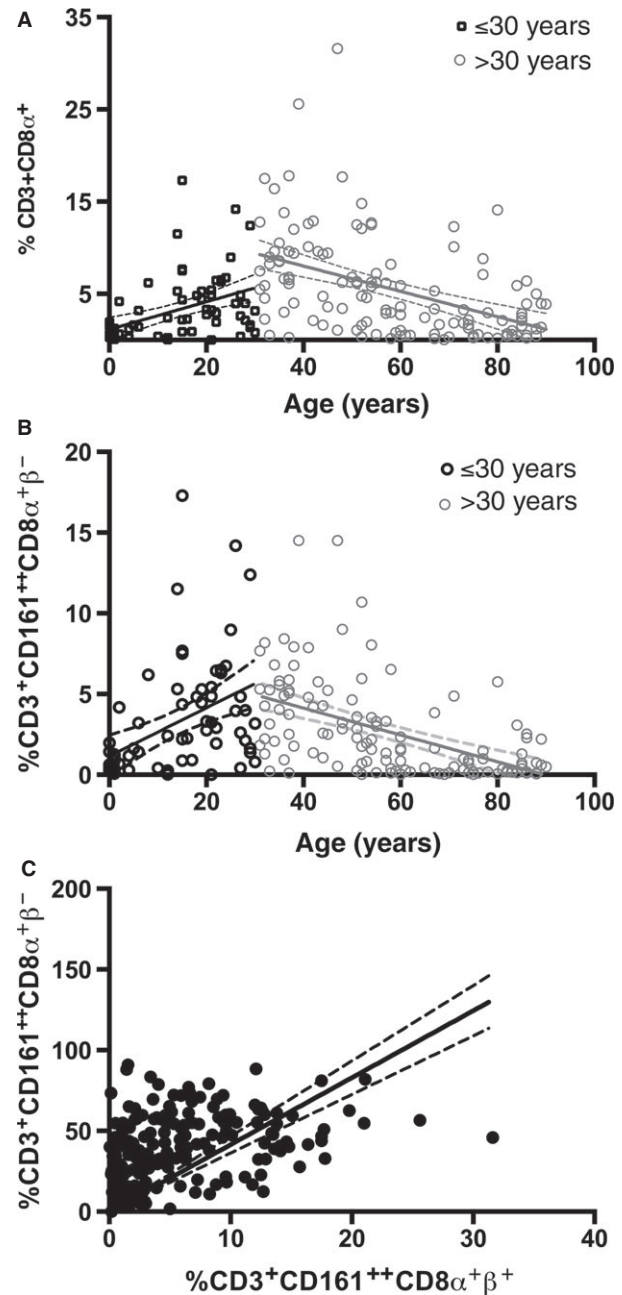 A
35
25
15
5
% CD3+CD8α+
≤30 years
>30 years
0 20 40 60 80 100
Age (years)
B
20
15
10
5
0
%CD3+CD161++CD8α+β−
≤30 years
>30 years
0 20 40 60 80 100
Age (years)
C
200
150
100
50
0
%CD3+CD161++CD8α+β−
0 10 20 30 40
%CD3+CD161++CD8α+β+